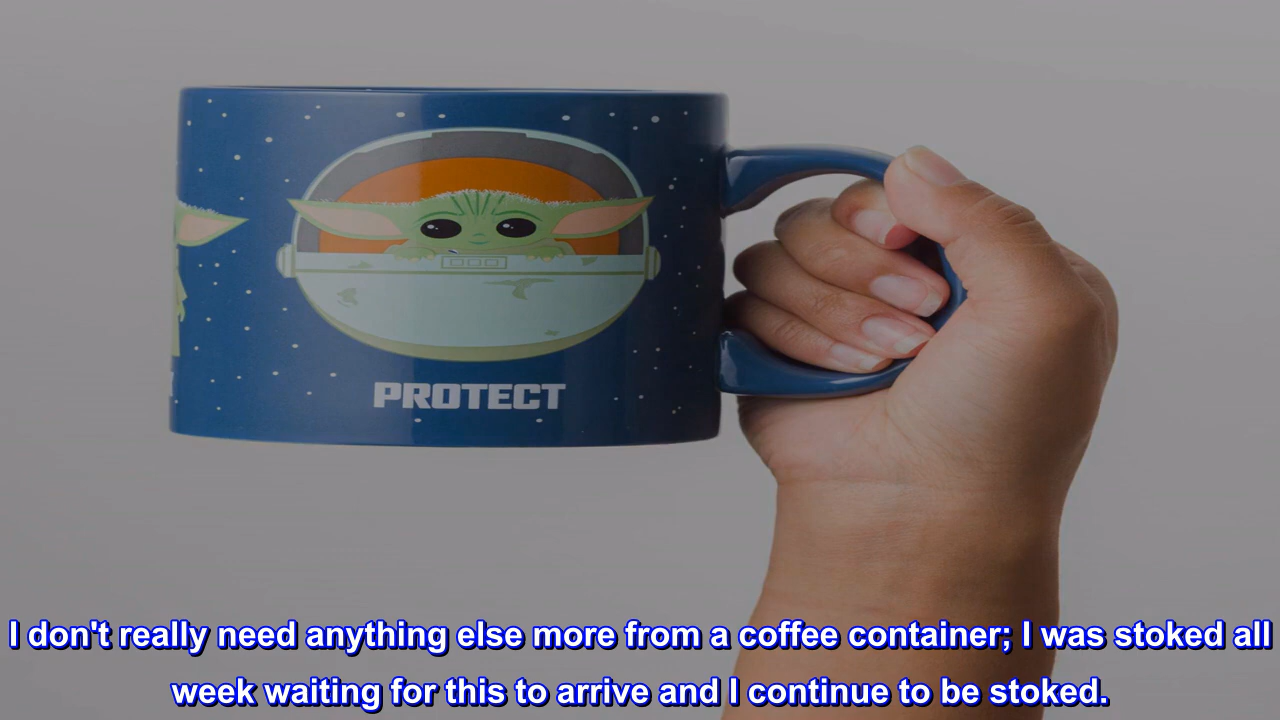 PROTECT
I don't really need anything else more from a coffee container; I was stoked all
week waiting for this to arrive and I continue to be stoked.